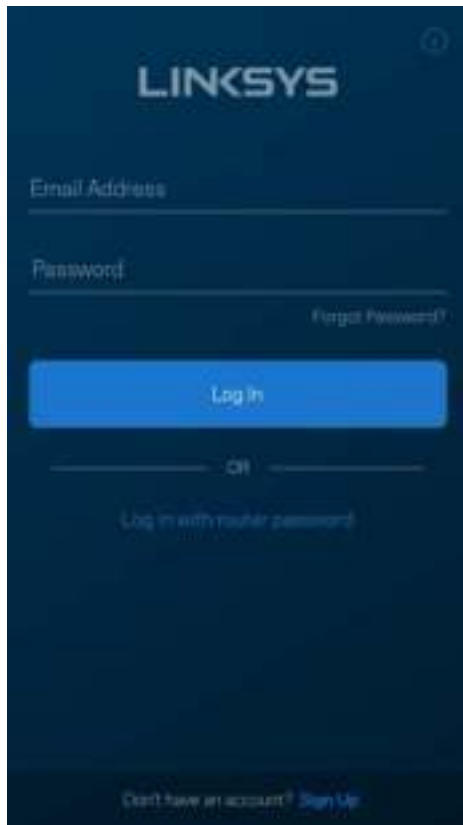 LINKSYS
Email Address
Password
Forgot Password?
Log In
OR
Log in with router password
Don't have an account? Sign Up